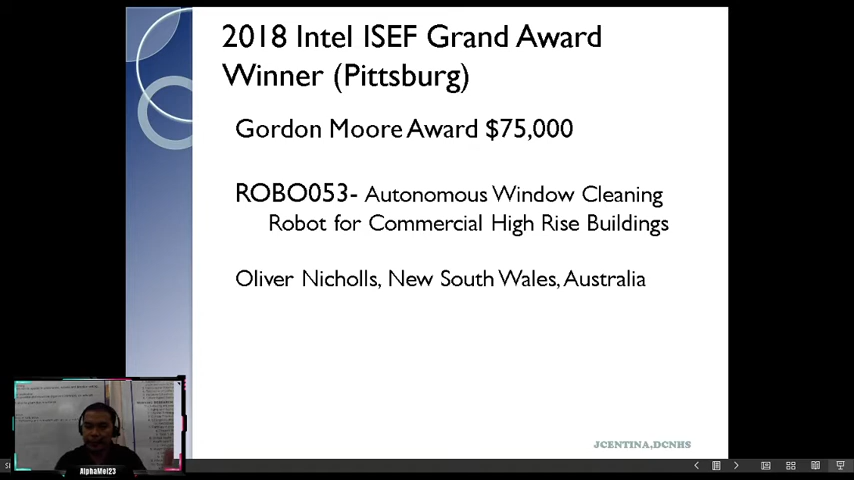 2018 Intel ISEF Grand Award
Winner (Pittsburg)
Gordon Moore Award $75,000
ROBO053- Autonomous Window Cleaning
Robot for Commercial High Rise Buildings
Oliver Nicholls, New South Wales, Australia
JCENTINA,DCNHS
AlphaMel23